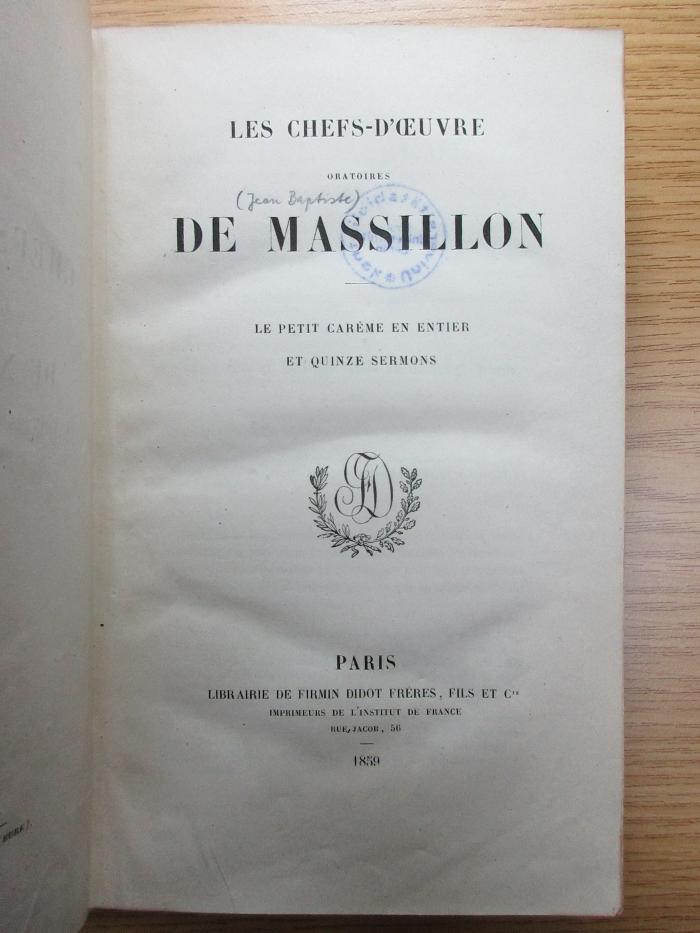 LES CHEFS-D'ŒUVRE
ORATOIRES
(Jean Baptiste)
DE MASSILLON
LE PETIT CARÊME EN ENTIER
ET QUINZE SERMONS
FD
PARIS
LIBRAIRIE DE FIRMIN DIDOT FRÈRES, FILS ET Cie
IMPRIMEURS DE L'INSTITUT DE FRANCE
RUE JACOB, 56
1859